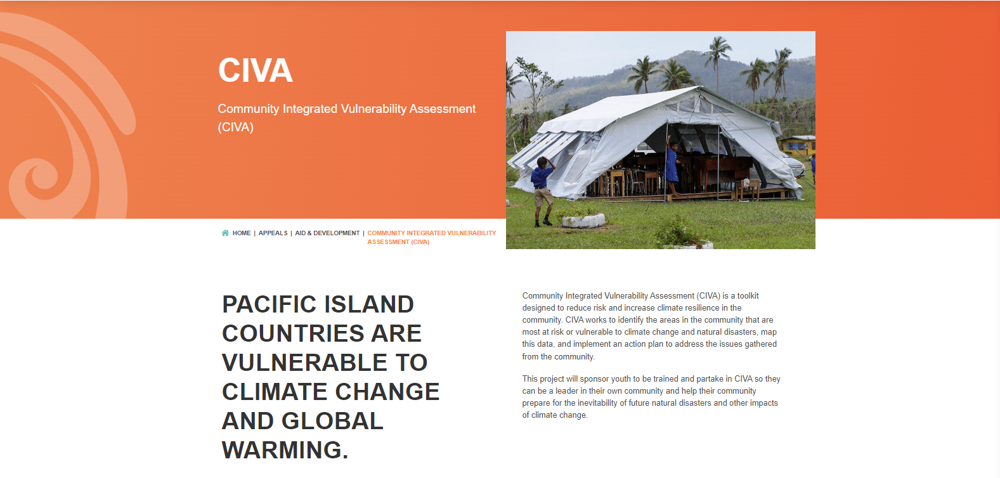 CIVA
Community Integrated Vulnerability Assessment
(CIVA)
HOME | APPEALS | AID & DEVELOPMENT | COMMUNITY INTEGRATED VULNERABILITY
ASSESSMENT (CIVA)
PACIFIC ISLAND
COUNTRIES ARE
VULNERABLE TO
CLIMATE CHANGE
AND GLOBAL
WARMING.
Community Integrated Vulnerability Assessment (CIVA) is a toolkit
designed to reduce risk and increase climate resilience in the
community. CIVA works to identify the areas in the community that are
most at risk or vulnerable to climate change and natural disasters, map
this data, and implement an action plan to address the issues gathered
from the community.
This project will sponsor youth to be trained and partake in CIVA so they
can be a leader in their own community and help their community
prepare for the inevitability of future natural disasters and other impacts
of climate change.